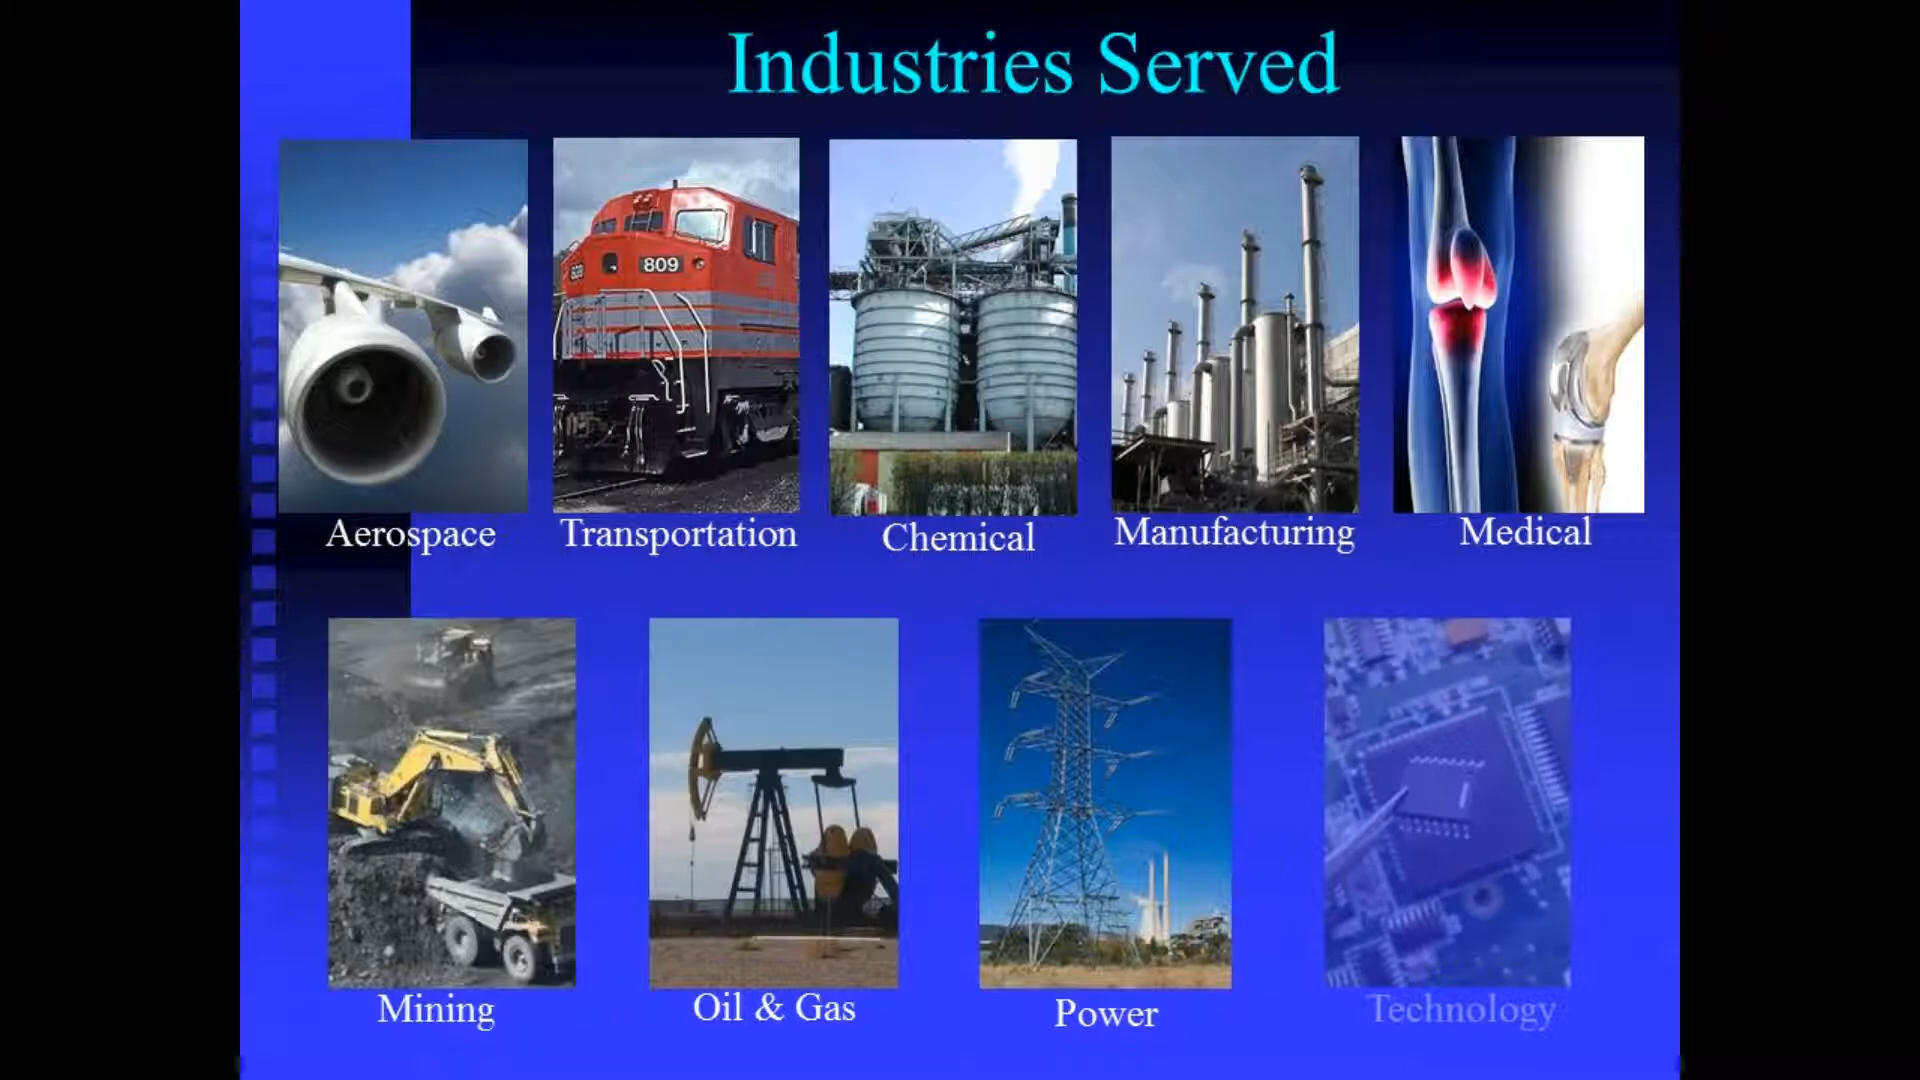 Industries Served
809
Aerospace
Transportation
Chemical
Manufacturing
Medical
Mining
Oil & Gas
Power
Technology